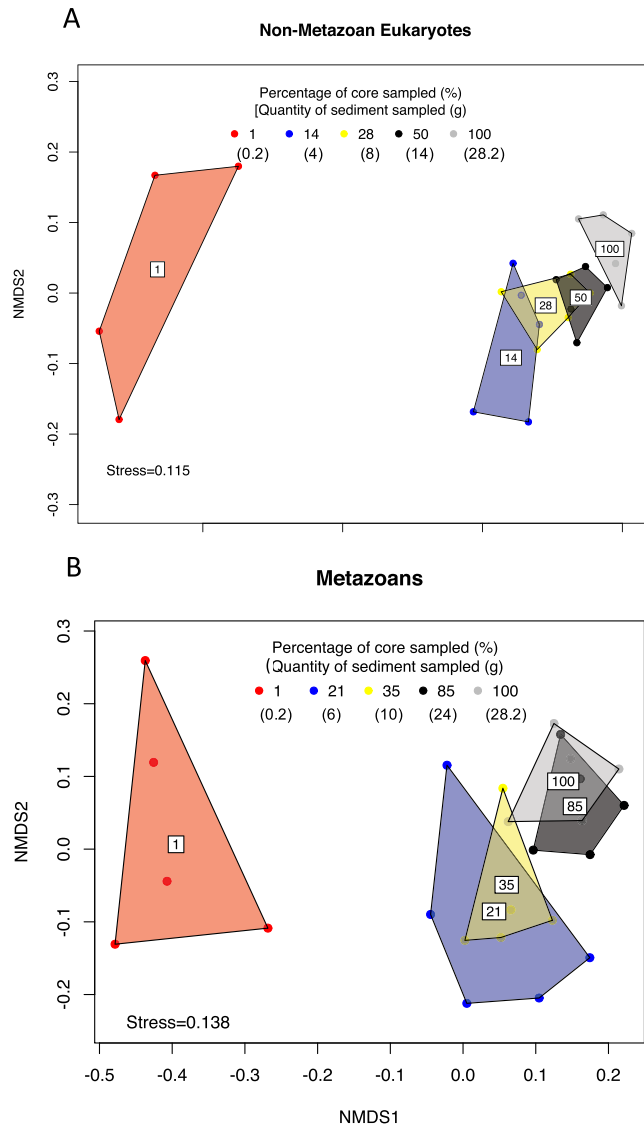 A
Non-Metazoan Eukaryotes
Percentage of core sampled (%)
[Quantity of sediment sampled (g)
1 14 28 50 100
(0.2) (4) (8) (14) (28.2)
0.3
0.2
0.1
0.0
-0.1
-0.2
-0.3
NMDS2
1
100
28
50
14
Stress=0.115
B
Metazoans
Percentage of core sampled (%)
(Quantity of sediment sampled (g)
1 21 35 85 100
(0.2) (6) (10) (24) (28.2)
0.3
0.2
0.1
0.0
-0.1
-0.2
NMDS2
100
85
1
35
21
Stress=0.138
-0.5 -0.4 -0.3 -0.2 -0.1 0.0 0.1 0.2
NMDS1